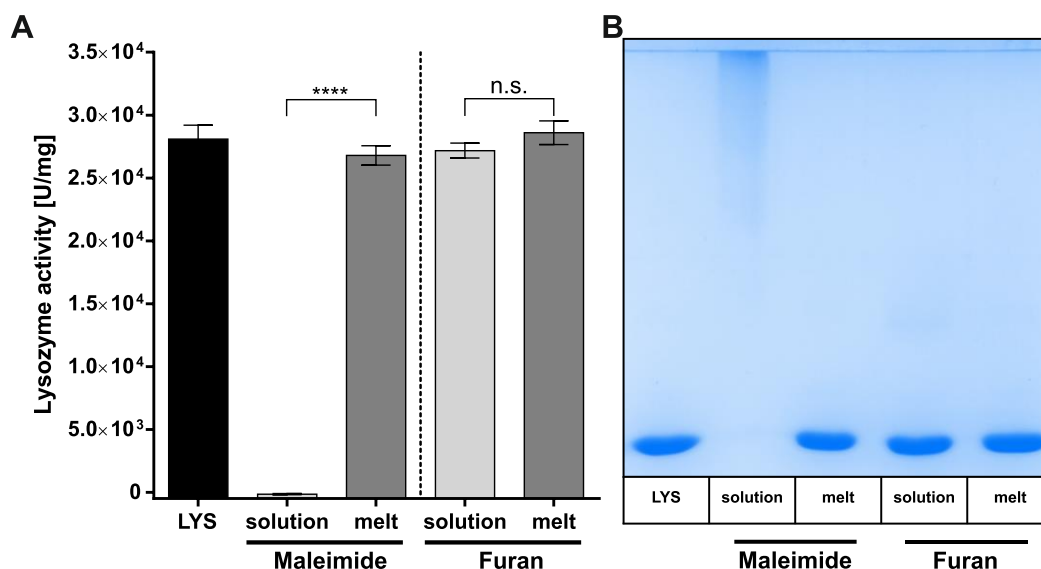 A
Lysozyme activity [U/mg]
3.5×10⁴
3.0×10⁴
2.5×10⁴
2.0×10⁴
1.5×10⁴
1.0×10⁴
5.0×10³
0
****
n.s.
LYS solution melt solution melt
Maleimide Furan
B
LYS solution melt solution melt
Maleimide Furan